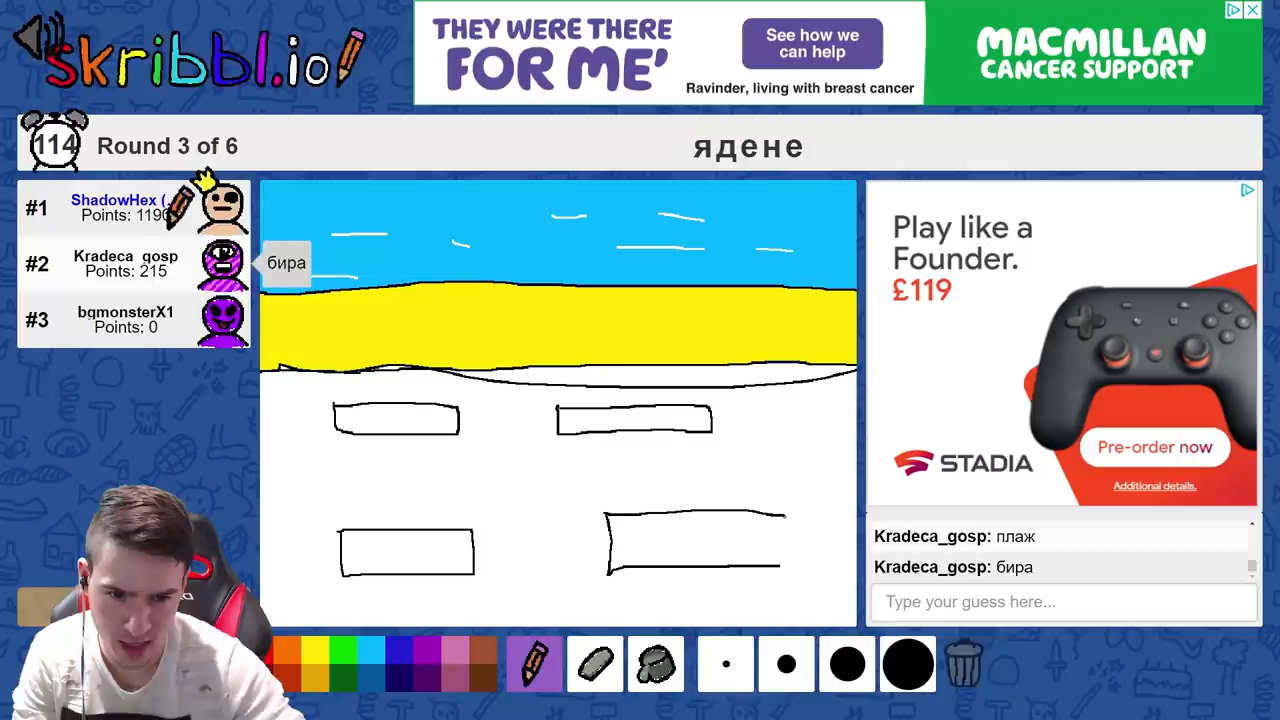 skribbl.io
THEY WERE THERE
FOR ME’
See how we
can help
Ravinder, living with breast cancer
MACMILLAN
CANCER SUPPORT
114
Round 3 of 6
ядене
#1
ShadowHex (
Points: 1190
#2
Kradeca_gosp
Points: 215
бира
#3
bgmonsterX1
Points: 0
Play like a
Founder.
£119
Pre-order now
STADIA
Additional details.
Kradeca_gosp: плаж
Kradeca_gosp: бира
Type your guess here...